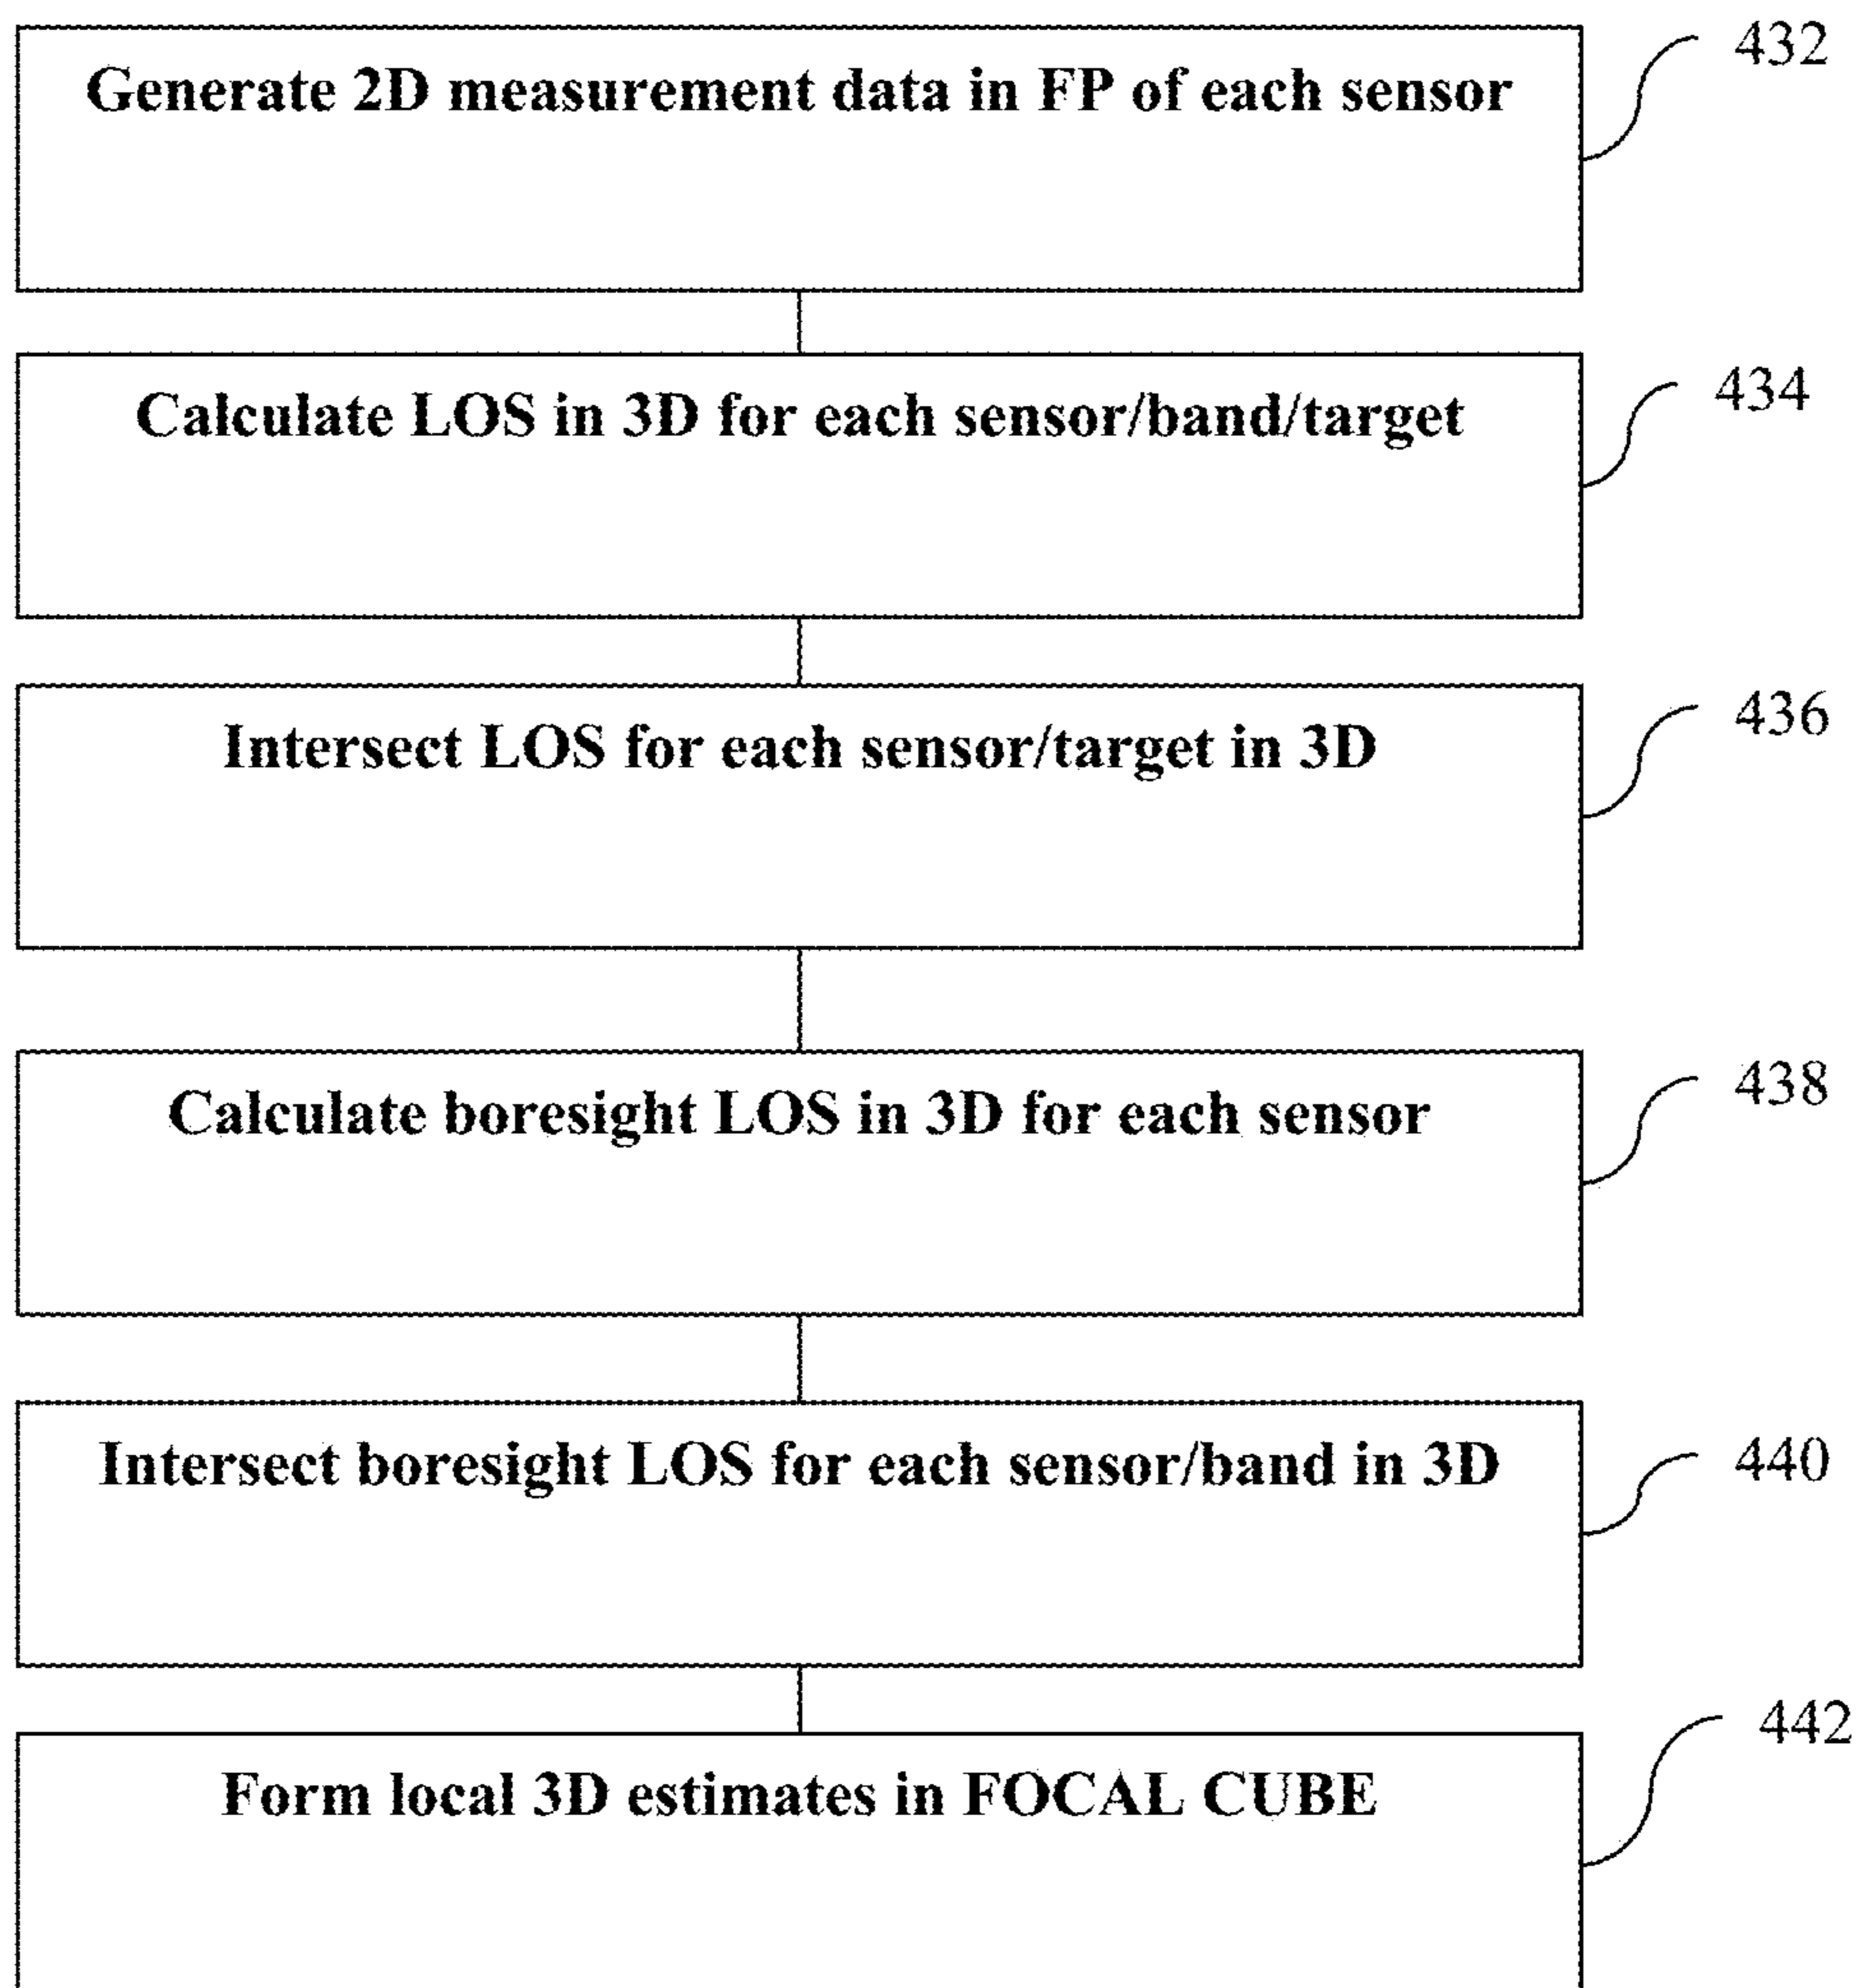 Generate 2D measurement data in FP of each sensor
432
Calculate LOS in 3D for each sensor/band/target
434
Intersect LOS for each sensor/target in 3D
436
Calculate boresight LOS in 3D for each sensor
438
Intersect boresight LOS for each sensor/band in 3D
440
Form local 3D estimates in FOCAL CUBE
442